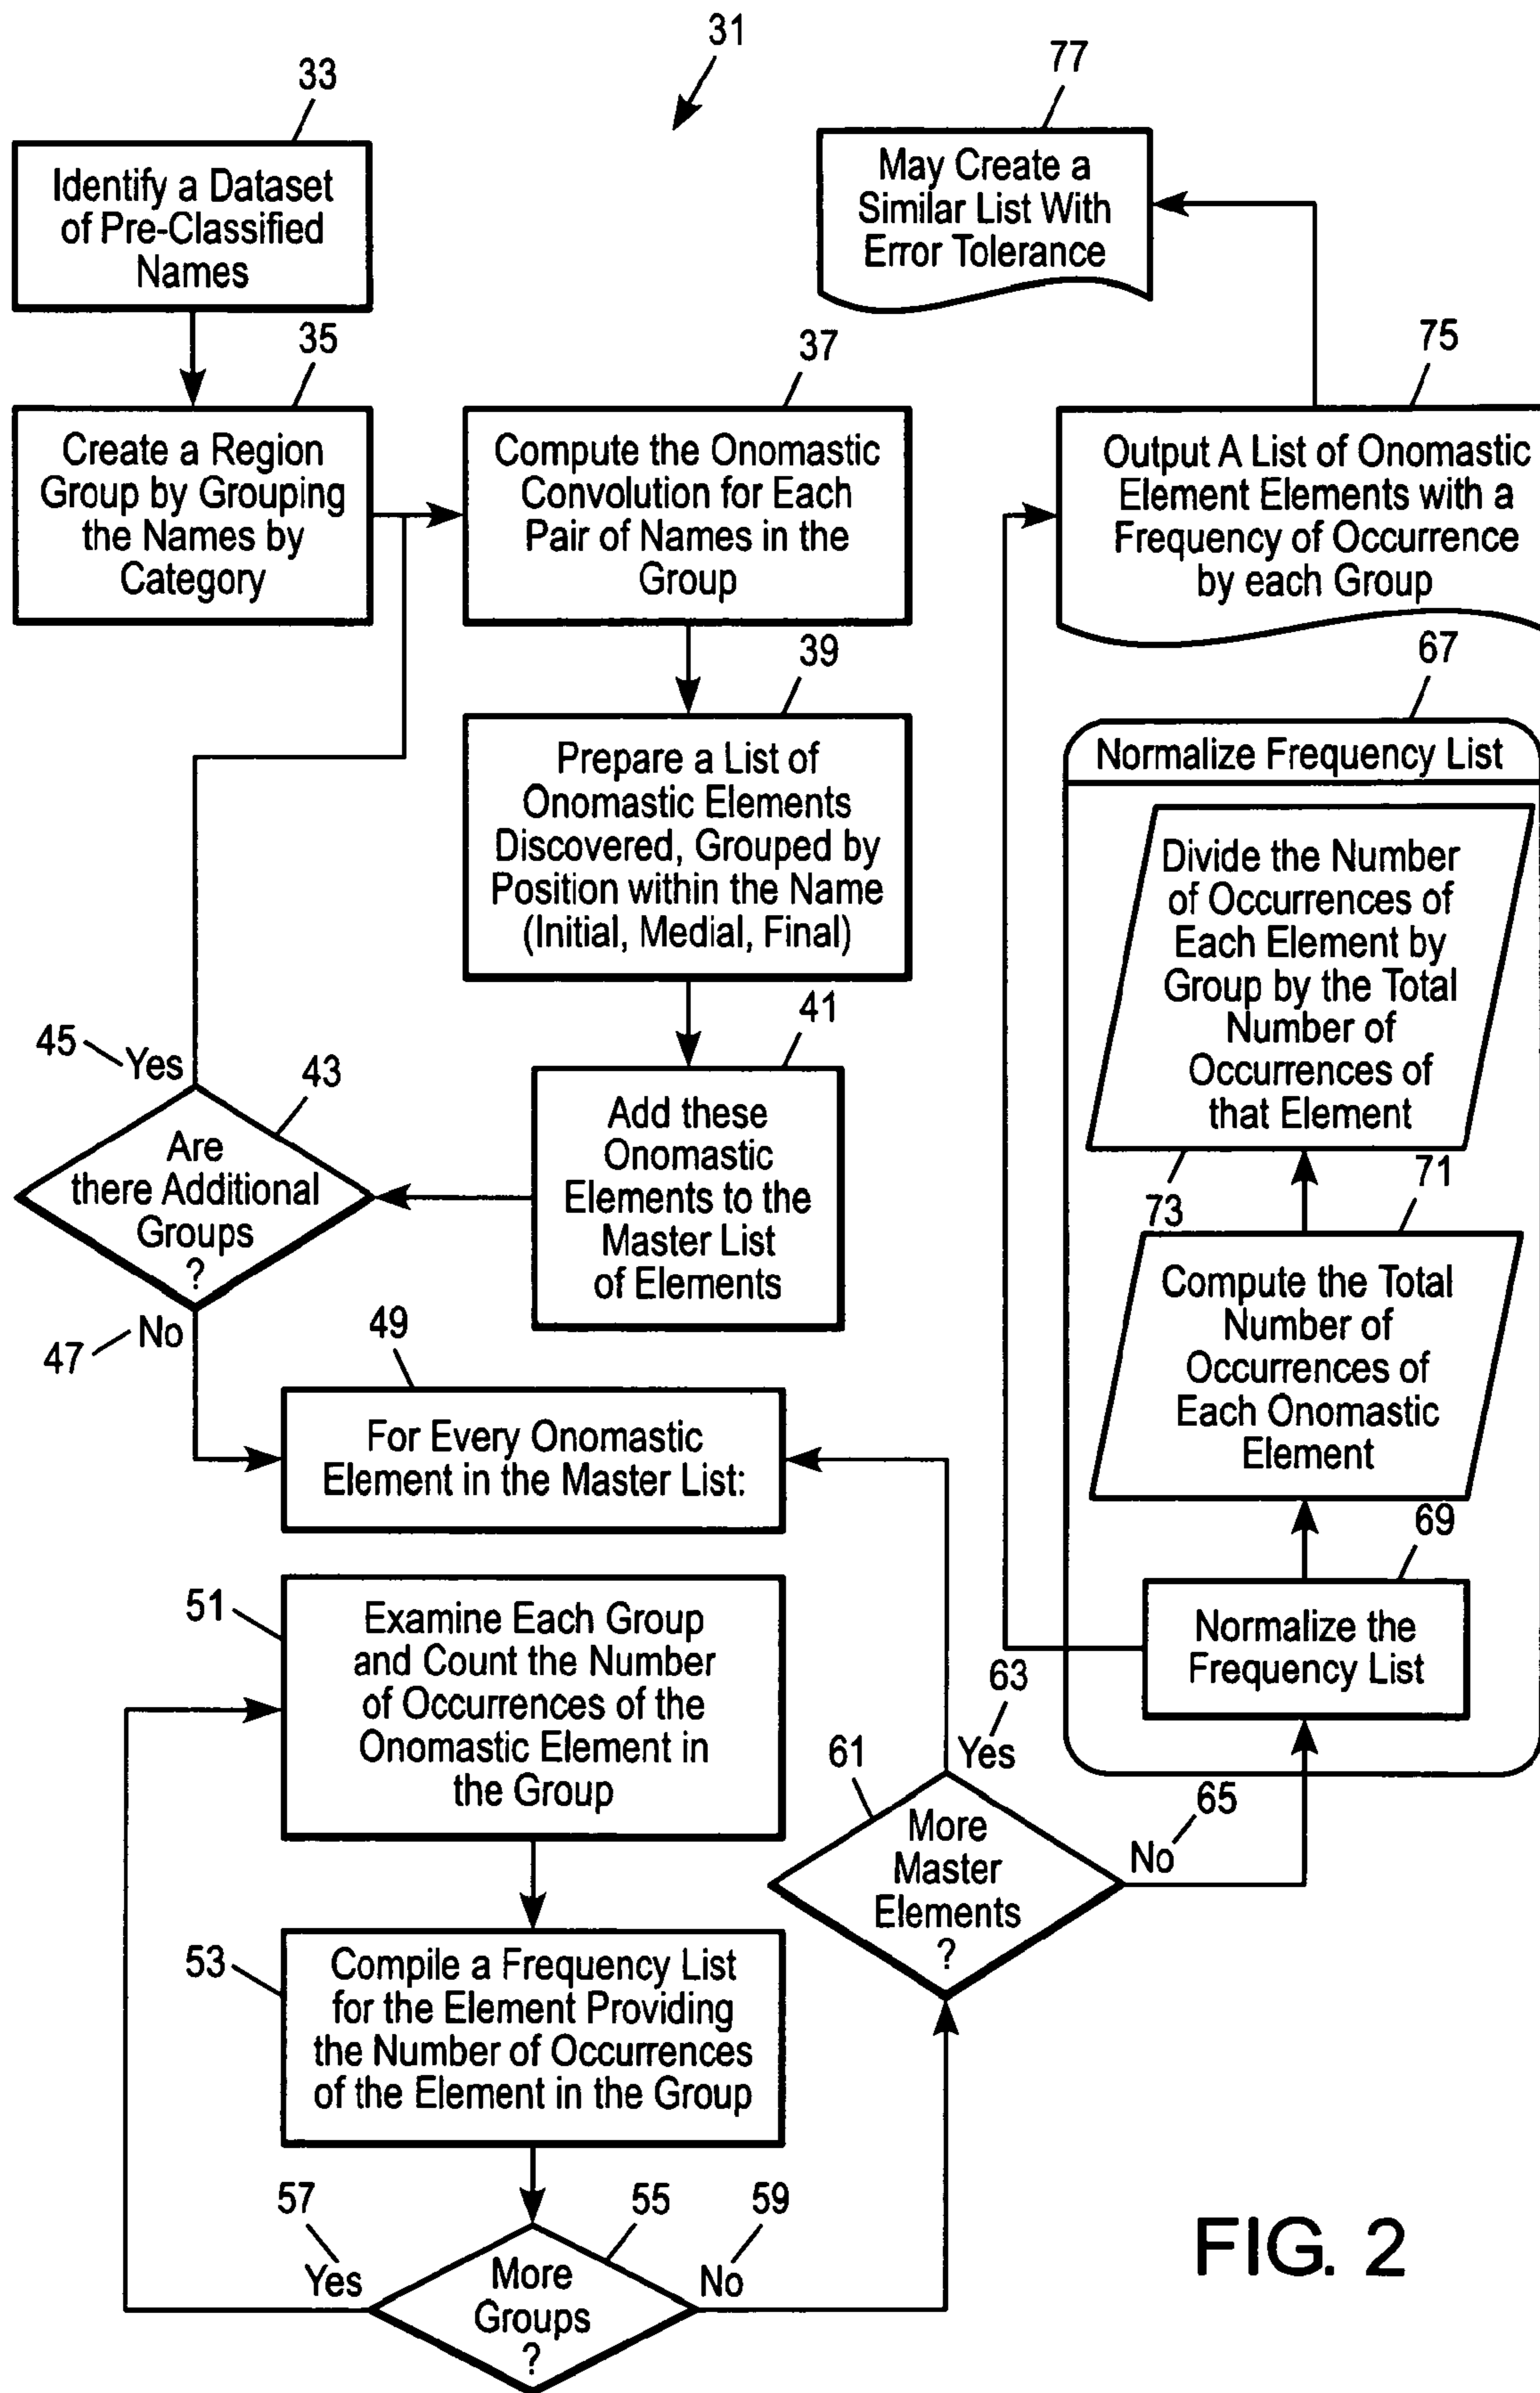 31
33
Identify a Dataset
of Pre-Classified
Names
35
Create a Region
Group by Grouping
the Names by
Category
37
Compute the Onomastic
Convolution for Each
Pair of Names in the
Group
39
Prepare a List of
Onomastic Elements
Discovered, Grouped by
Position within the Name
(Initial, Medial, Final)
41
Add these
Onomastic
Elements to the
Master List
of Elements
43
Are
there Additional
Groups
?
45
Yes
47
No
49
For Every Onomastic
Element in the Master List:
51
Examine Each Group
and Count the Number
of Occurrences of the
Onomastic Element in
the Group
53
Compile a Frequency List
for the Element Providing
the Number of Occurrences
of the Element in the Group
55
More
Groups
?
57
Yes
59
No
61
More
Master
Elements
?
63
Yes
65
No
67
Normalize Frequency List
69
Normalize the
Frequency List
71
Compute the Total
Number of
Occurrences of
Each Onomastic
Element
73
Divide the Number
of Occurrences of
Each Element by
Group by the Total
Number of
Occurrences of
that Element
75
Output A List of Onomastic
Element Elements with a
Frequency of Occurrence
by each Group
77
May Create a
Similar List With
Error Tolerance
FIG. 2